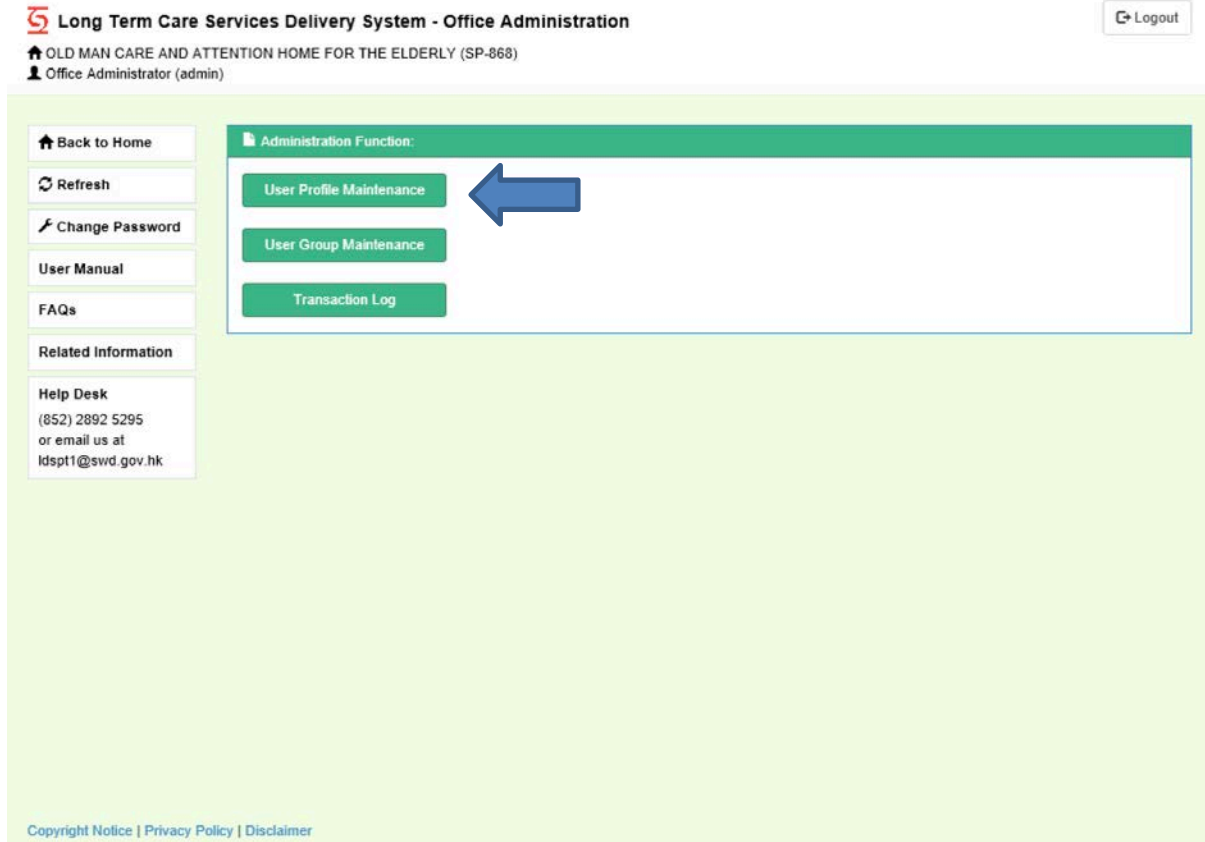 Long Term Care Services Delivery System - Office Administration
Logout
OLD MAN CARE AND ATTENTION HOME FOR THE ELDERLY (SP-868)
Office Administrator (admin)
Back to Home
Refresh
Change Password
User Manual
FAQs
Related Information
Help Desk
(852) 2892 5295
or email us at
ldspt1@swd.gov.hk
Administration Function:
User Profile Maintenance
User Group Maintenance
Transaction Log
Copyright Notice | Privacy Policy | Disclaimer